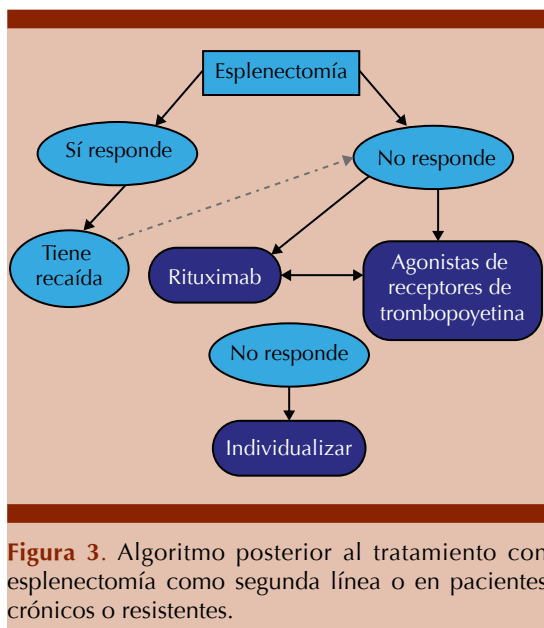 Esplenectomía
Sí responde
No responde
Tiene
recaída
Rituximab
Agonistas de
receptores de
trombopoyetina
No responde
Individualizar
Figura 3. Algoritmo posterior al tratamiento con
esplenectomía como segunda línea o en pacientes
crónicos o resistentes.